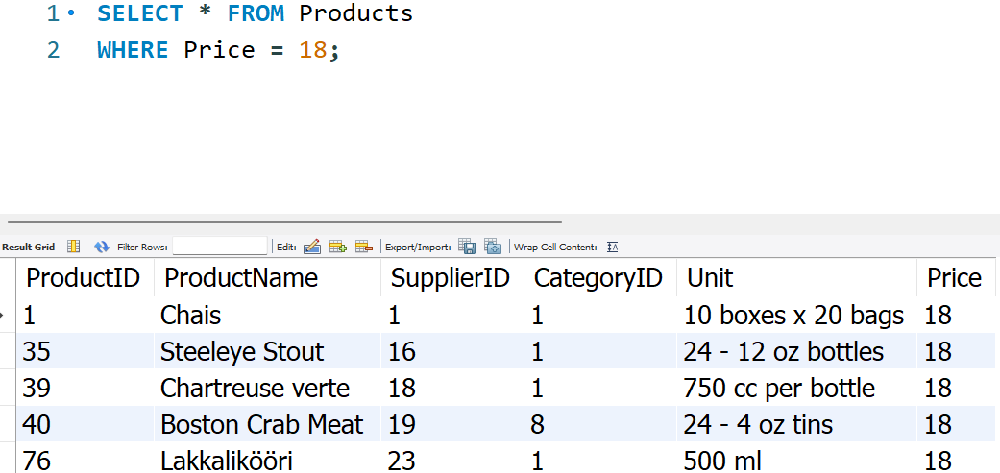 1 SELECT * FROM Products
2 WHERE Price = 18;
Result Grid Filter Rows: Edit: Export/Import: Wrap Cell Content:
ProductID ProductName SupplierID CategoryID Unit Price
1 Chais 1 1 10 boxes x 20 bags 18
35 Steeleye Stout 16 1 24 - 12 oz bottles 18
39 Chartreuse verte 18 1 750 cc per bottle 18
40 Boston Crab Meat 19 8 24 - 4 oz tins 18
76 Lakkalikööri 23 1 500 ml 18